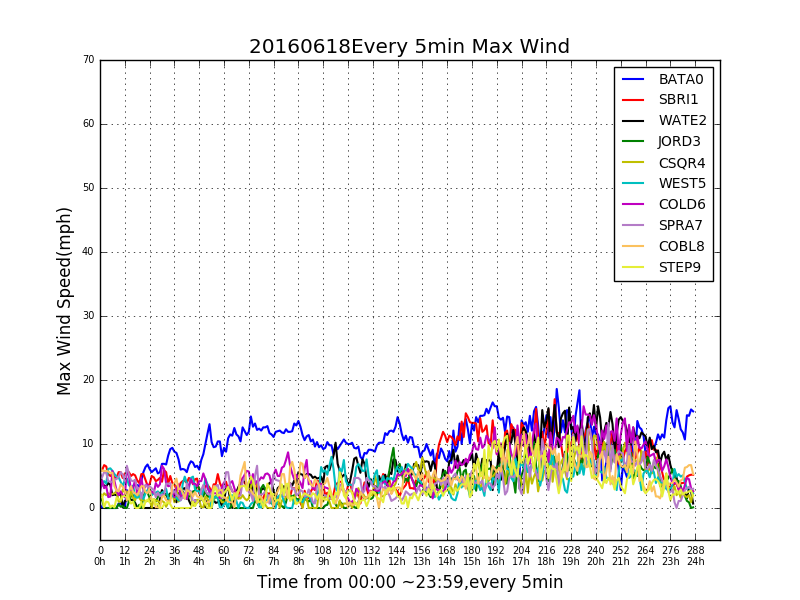 20160618Every 5min Max Wind
70
60
50
40
30
20
10
0
Max Wind Speed(mph)
BATA0
SBRI1
WATE2
JORD3
CSQR4
WEST5
COLD6
SPRA7
COBL8
STEP9
0 12 24 36 48 60 72 84 96 108 120 132 144 156 168 180 192 204 216 228 240 252 264 276 288
0h 1h 2h 3h 4h 5h 6h 7h 8h 9h 10h 11h 12h 13h 14h 15h 16h 17h 18h 19h 20h 21h 22h 23h 24h
Time from 00:00 ~23:59,every 5min